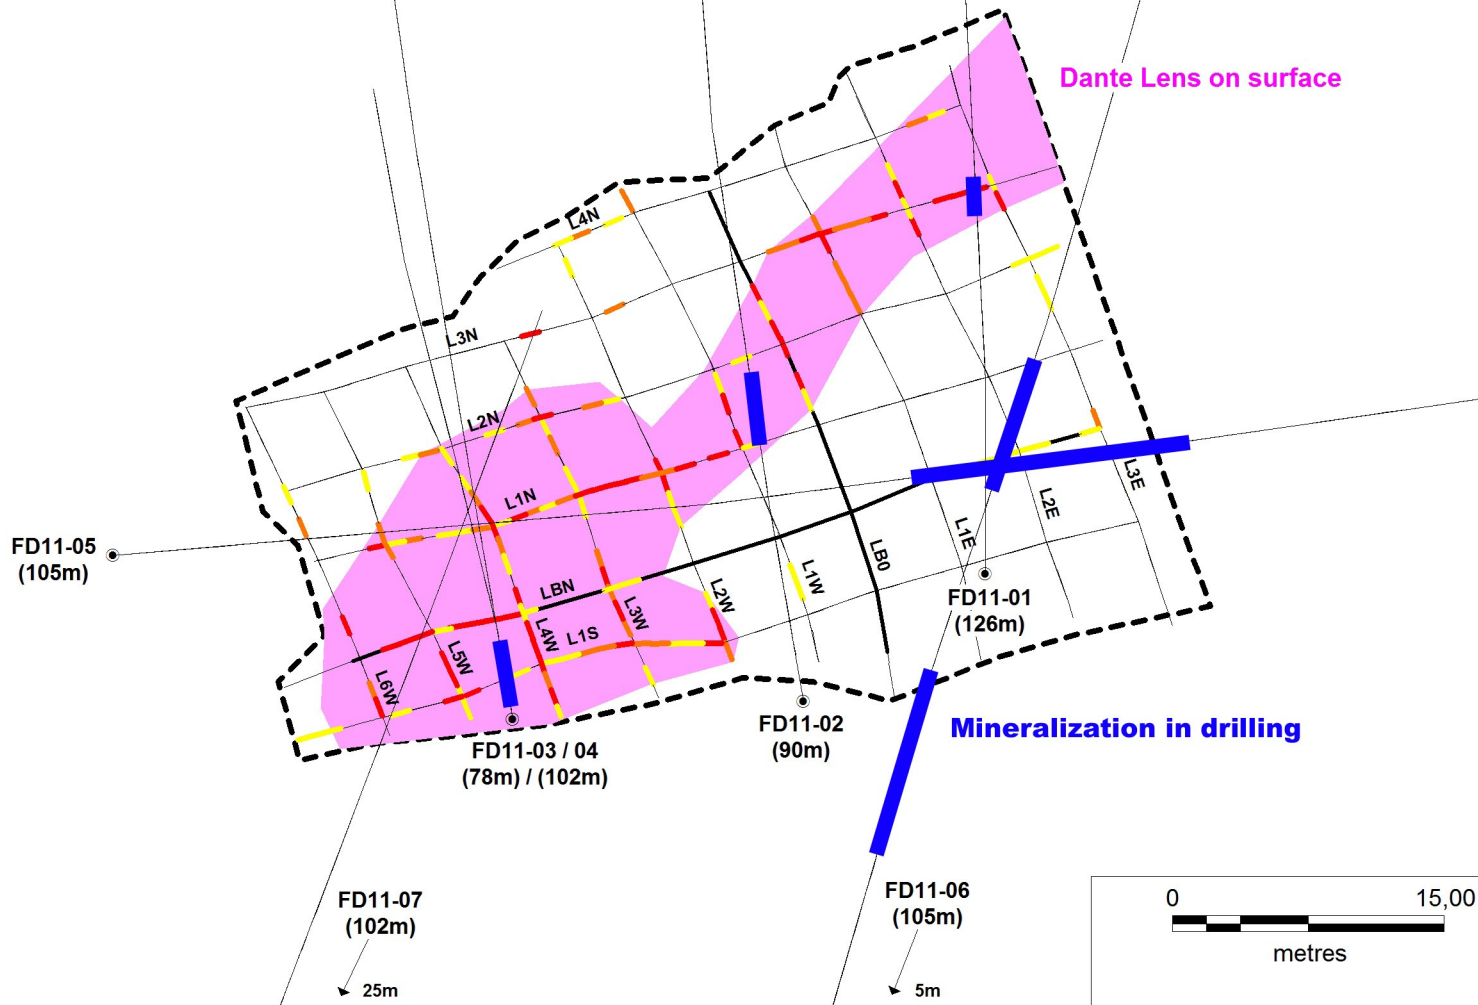 Dante Lens on surface
L4N
L3N
L2N
L1N
LBN
L1S
L6W
L5W
L4W
L3W
L2W
L1W
LB0
L1E
L2E
L3E
FD11-05
(105m)
FD11-01
(126m)
FD11-02
(90m)
FD11-03 / 04
(78m) / (102m)
Mineralization in drilling
FD11-07
(102m)
25m
FD11-06
(105m)
5m
0 15,00
metres